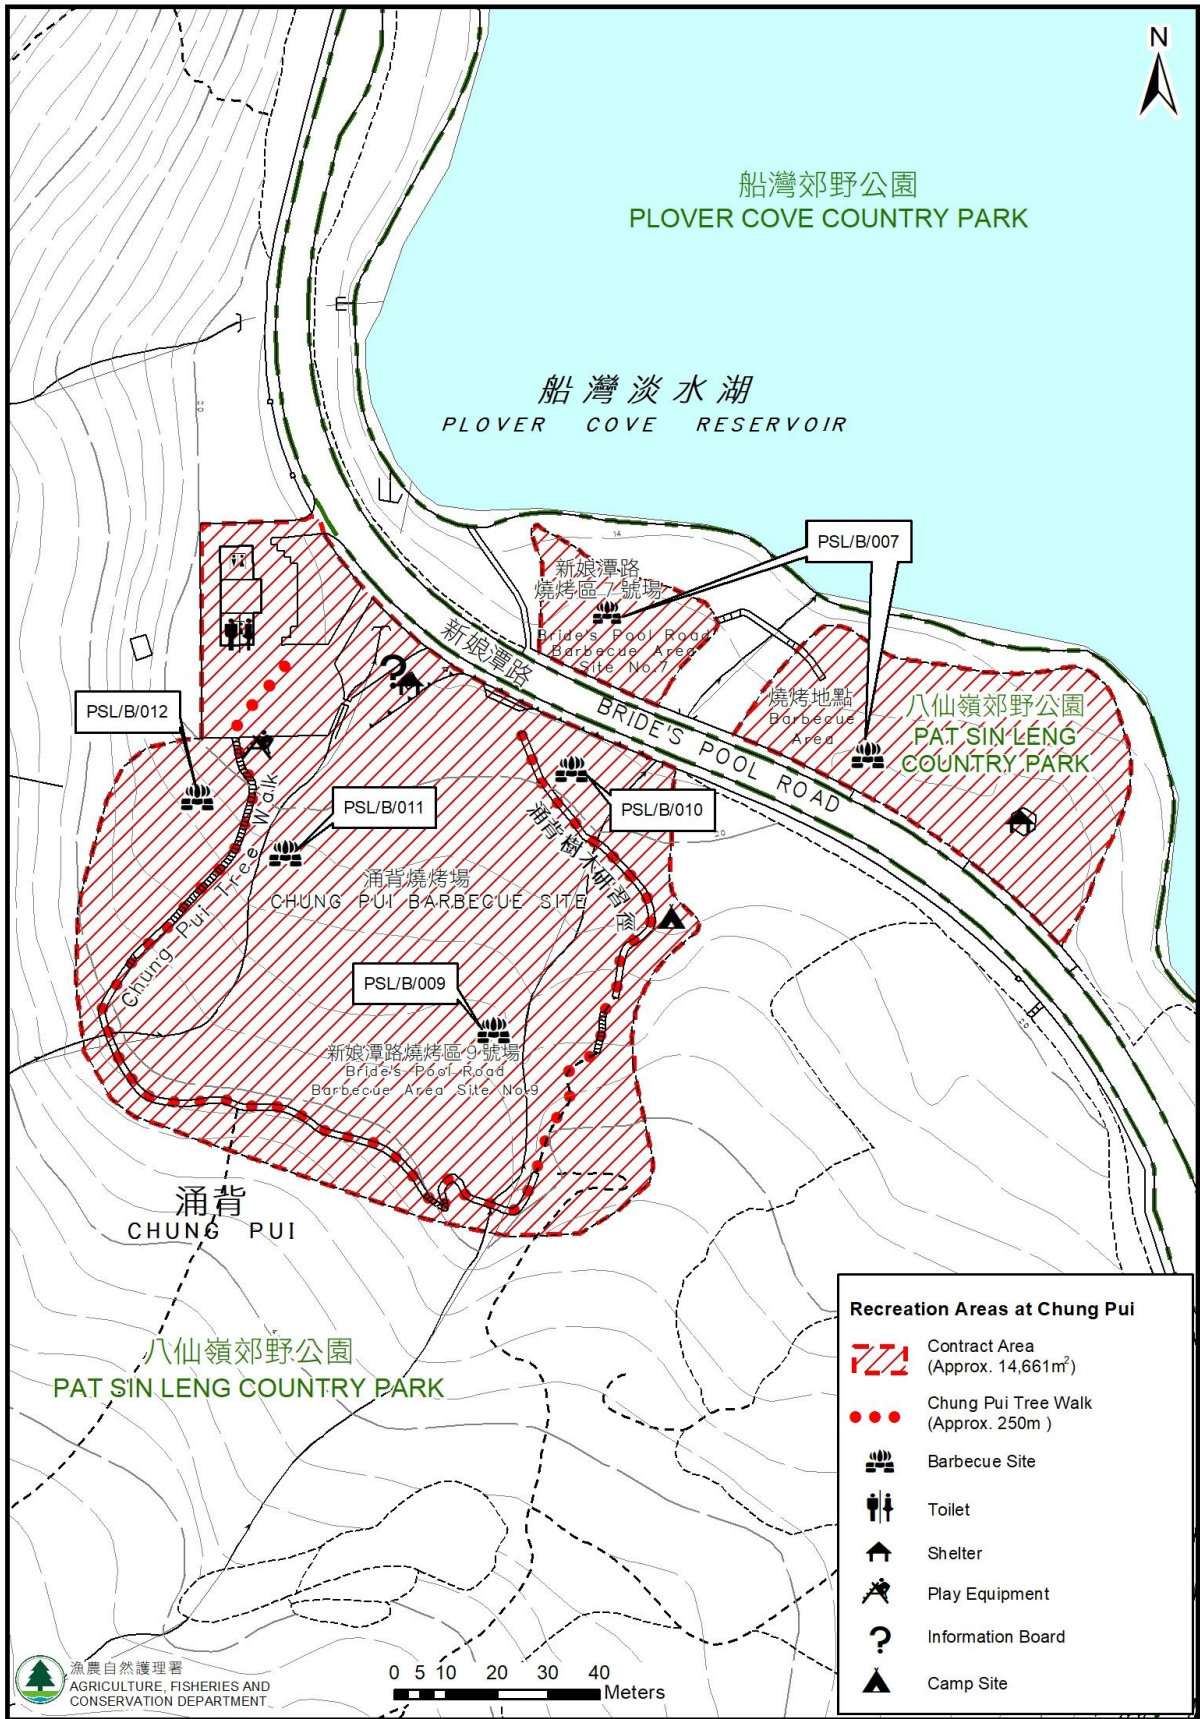 N
船灣郊野公園
PLOVER COVE COUNTRY PARK
船灣淡水湖
PLOVER COVE RESERVOIR
20
14
PSL/B/007
新娘潭路
燒烤區 7 號場
Bride's Pool Road
Barbecue Area
Site No.7
新娘潭路
BRIDE'S POOL ROAD
燒烤地點
Barbecue
Area
八仙嶺郊野公園
PAT SIN LENG
COUNTRY PARK
PSL/B/012
PSL/B/011
PSL/B/010
20
Chung Pui Tree Walk
涌背樹木研習徑
涌背燒烤場
CHUNG PUI BARBECUE SITE
PSL/B/009
新娘潭路燒烤區 9 號場
Bride's Pool Road
Barbecue Area Site No.9
20
涌背
CHUNG PUI
八仙嶺郊野公園
PAT SIN LENG COUNTRY PARK
Recreation Areas at Chung Pui
Contract Area
(Approx. 14,661m²)
Chung Pui Tree Walk
(Approx. 250m )
Barbecue Site
Toilet
Shelter
Play Equipment
? Information Board
Camp Site
漁農自然護理署
AGRICULTURE, FISHERIES AND
CONSERVATION DEPARTMENT
0 5 10 20 30 40
Meters